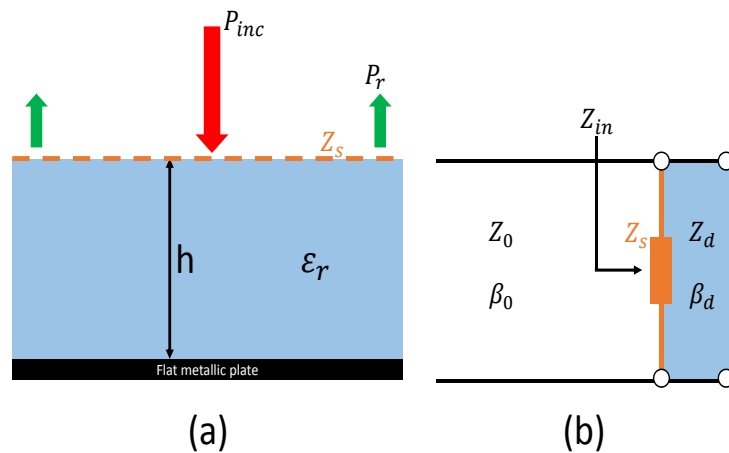 P_inc
P_r
Z_s
h
ε_r
Flat metallic plate
(a)
Z_in
Z_0
Z_s
Z_d
β_0
β_d
(b)